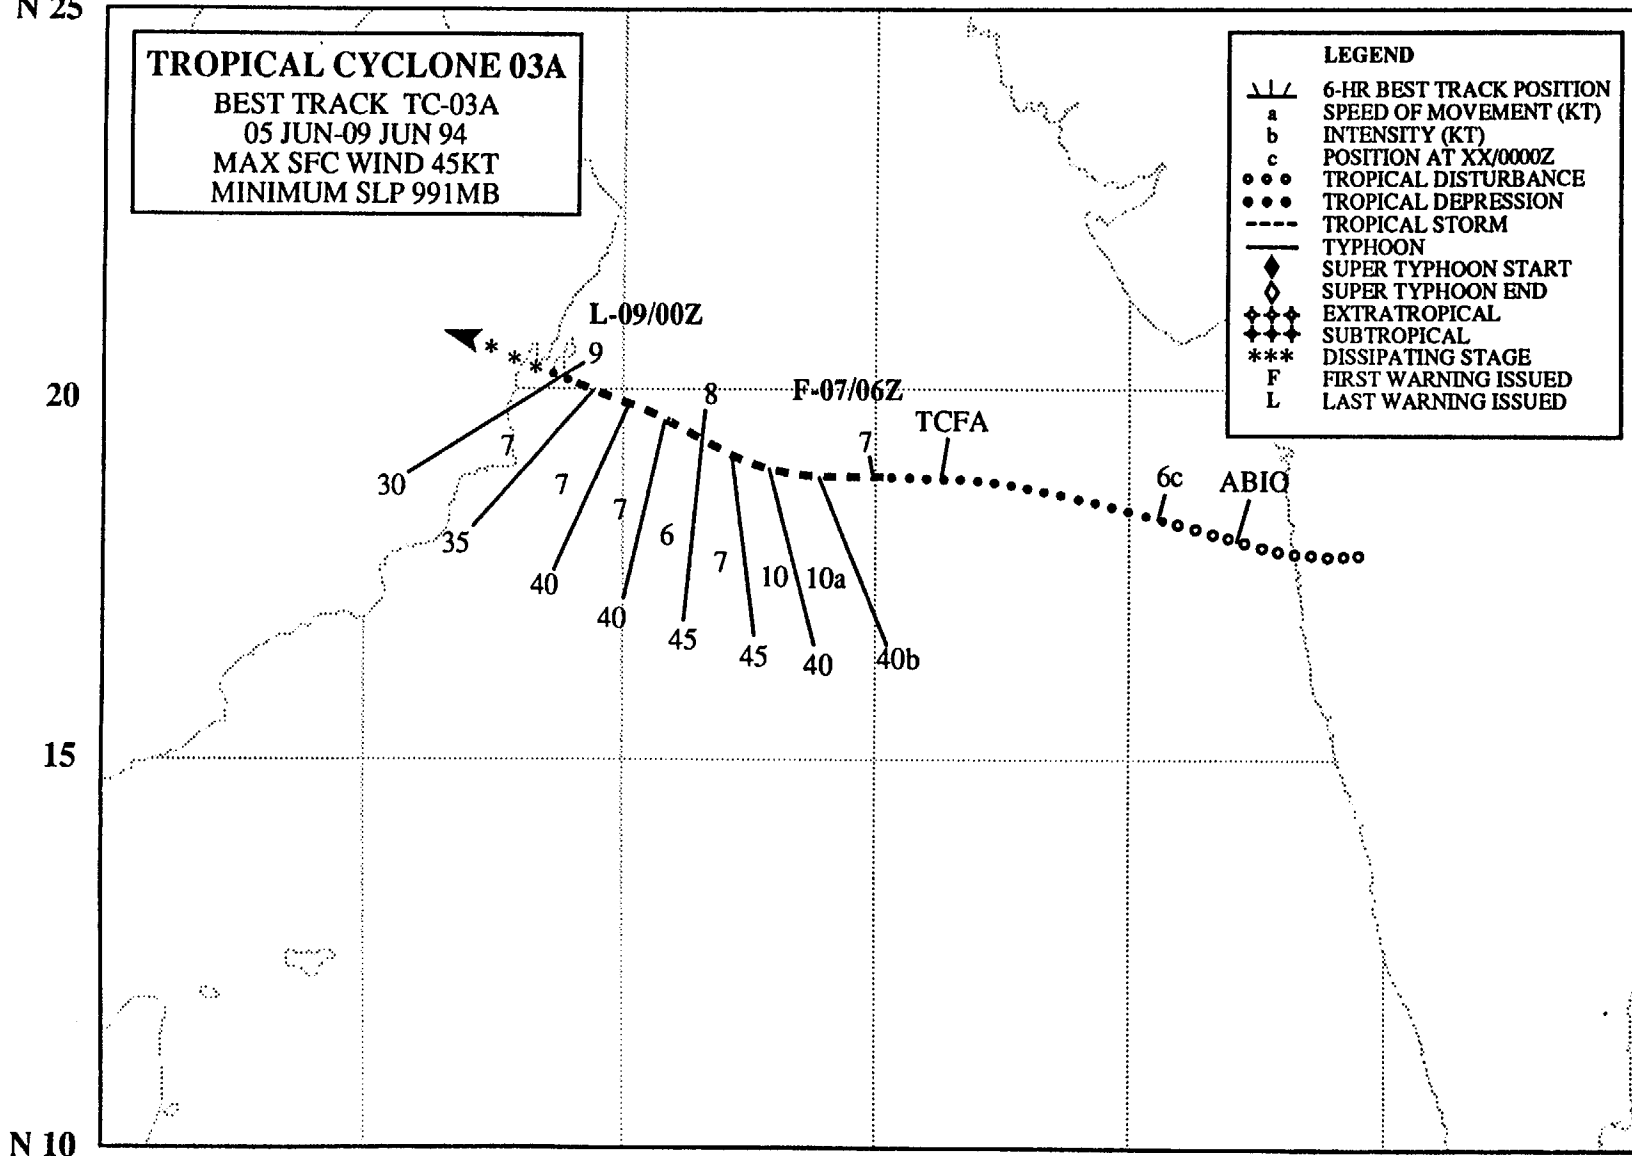 N 25
TROPICAL CYCLONE 03A
BEST TRACK TC-03A
05 JUN-09 JUN 94
MAX SFC WIND 45KT
MINIMUM SLP 991MB
LEGEND
6-HR BEST TRACK POSITION
a SPEED OF MOVEMENT (KT)
b INTENSITY (KT)
c POSITION AT XX/0000Z
TROPICAL DISTURBANCE
TROPICAL DEPRESSION
TROPICAL STORM
TYPHOON
SUPER TYPHOON START
SUPER TYPHOON END
EXTRATROPICAL
SUBTROPICAL
*** DISSIPATING STAGE
F FIRST WARNING ISSUED
L LAST WARNING ISSUED
L-09/00Z
9
20
8
F-07/06Z
TCFA
7
6c
ABIO
7
30
7
35
7
40
6
40
7
45
10
45
10a
40
40b
15
N 10